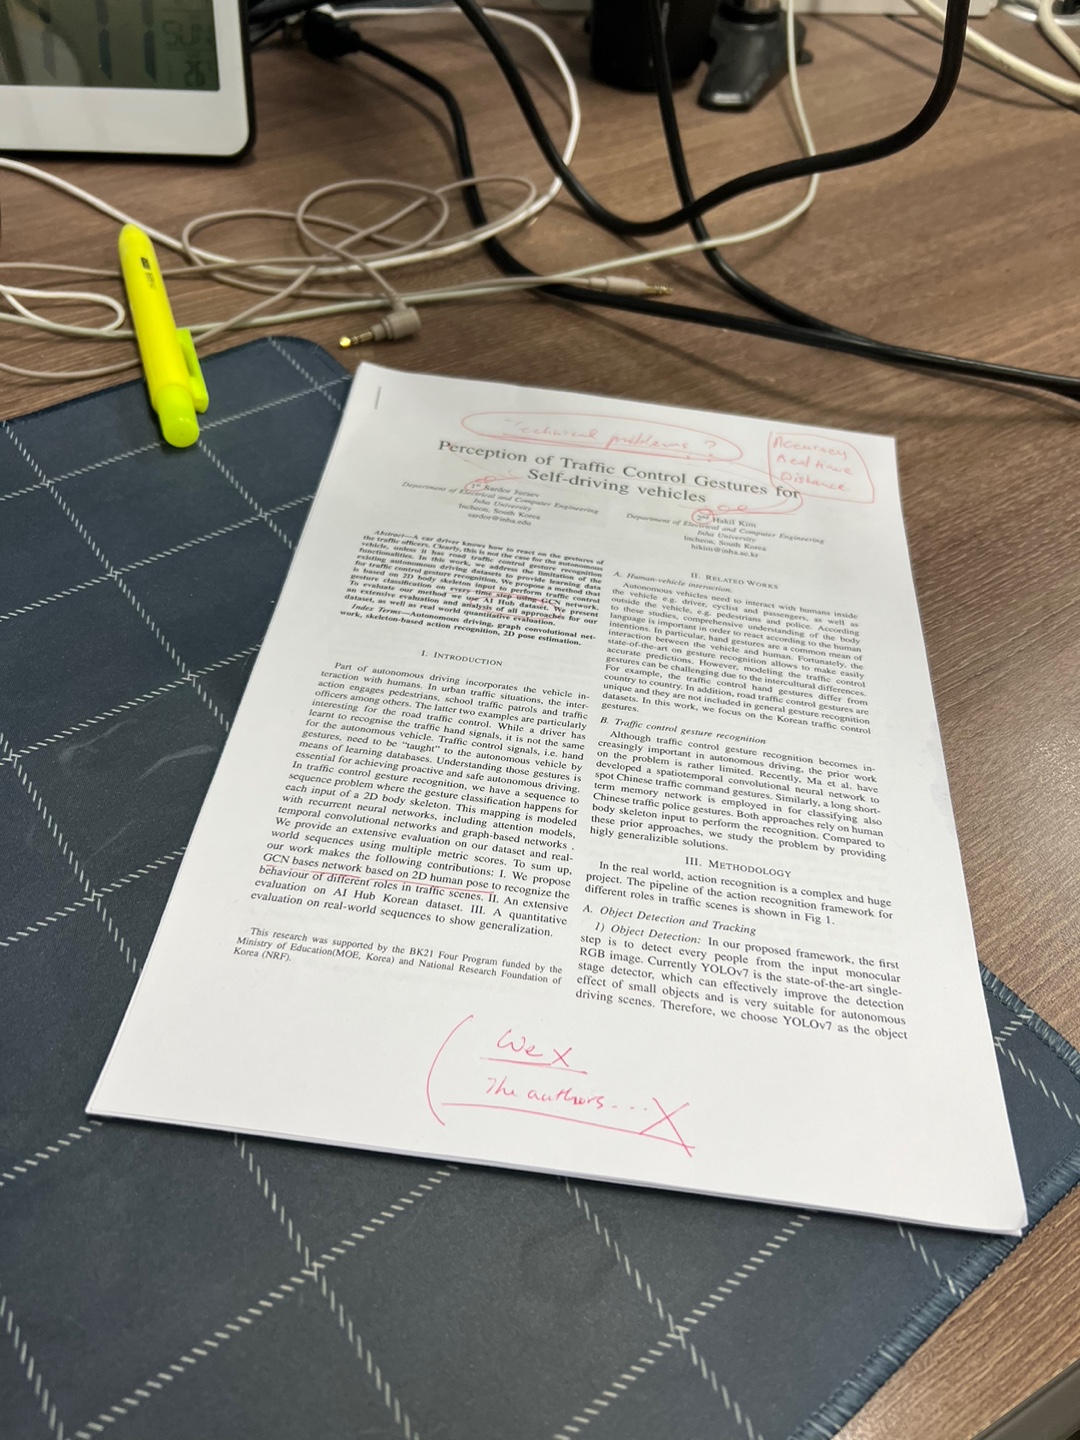 Technical problems?
Accuracy
Real time
Distance
Perception of Traffic Control Gestures for
Self-driving vehicles
1st Sardor
Department of Electrical and Computer Engineering
Inha University
Incheon, South Korea
sardor@inha.edu
2nd Hakil Kim
Department of Electrical and Computer Engineering
Inha University
Incheon, South Korea
hikim@inha.ac.kr
Abstract—A car driver knows how to react on the gestures of
the traffic officers. Clearly, this is not the case for the autonomous
vehicle, unless it has road traffic control gesture recognition
functionalities. In this work, we address the limitation of the
existing autonomous driving datasets to provide learning data
for traffic control gesture recognition. We propose a method that
is based on 2D body skeleton input to perform traffic control
gesture classification on every time step using GCN network.
To evaluate our method we use AI Hub dataset. We present
an extensive evaluation and analysis of all approaches for our
dataset, as well as real world quantitative evaluation.
Index Terms—Autonomous driving, graph convolutional net-
work, skeleton-based action recognition, 2D pose estimation.
I. INTRODUCTION
Part of autonomous driving incorporates the vehicle in-
teraction with humans. In urban traffic situations, the inter-
action engages pedestrians, school traffic patrols and traffic
officers among others. The latter two examples are particularly
interesting for the road traffic control. While a driver has
learnt to recognise the traffic hand signals, it is not the same
for the autonomous vehicle. Traffic control signals, i.e. hand
gestures, need to be "taught" to the autonomous vehicle by
means of learning databases. Understanding those gestures is
essential for achieving proactive and safe autonomous driving.
In traffic control gesture recognition, we have a sequence to
sequence problem where the gesture classification happens for
each input of a 2D body skeleton. This mapping is modeled
with recurrent neural networks, including attention models,
temporal convolutional networks and graph-based networks .
We provide an extensive evaluation on our dataset and real-
world sequences using multiple metric scores. To sum up,
our work makes the following contributions: I. We propose
GCN bases network based on 2D human pose to recognize the
behaviour of different roles in traffic scenes. II. An extensive
evaluation on AI Hub Korean dataset. III. A quantitative
evaluation on real-world sequences to show generalization.
This research was supported by the BK21 Four Program funded by the
Ministry of Education(MOE, Korea) and National Research Foundation of
Korea (NRF).
II. RELATED WORKS
A. Human-vehicle interaction.
Autonomous vehicles need to interact with humans inside
the vehicle e.g. driver, cyclist and passengers, as well as
outside the vehicle, e.g. pedestrians and police. According
to these studies, comprehensive understanding of the body
language is important in order to react according to the human
intention. In particular, hand gestures are a common mean of
interaction between the vehicle and human. Fortunately, the
state-of-the-art on gesture recognition allows to make easily
accurate predictions. However, modeling the traffic control
gestures can be challenging due to the intercultural differences.
For example, the traffic control hand gestures differ from
country to country. In addition, road traffic control gestures are
unique and they are not included in general gesture recognition
datasets. In this work, we focus on the Korean traffic control
gestures.
B. Traffic control gesture recognition
Although traffic control gesture recognition becomes in-
creasingly important in autonomous driving, the prior work
on the problem is rather limited. Recently, Ma et al. have
developed a spatiotemporal convolutional neural network to
spot Chinese traffic command gestures. Similarly, a long short-
term memory network is employed in for classifying also
Chinese traffic police gestures. Both approaches rely on human
body skeleton input to perform the recognition. Compared to
these prior approaches, we study the problem by providing
higly generalizible solutions.
III. METHODOLOGY
In the real world, action recognition is a complex and huge
project. The pipeline of the action recognition framework for
different roles in traffic scenes is shown in Fig 1.
A. Object Detection and Tracking
1) Object Detection: In our proposed framework, the first
step is to detect every people from the input monocular
RGB image. Currently YOLOv7 is the state-of-the-art single-
stage detector, which can effectively improve the detection
effect of small objects and is very suitable for autonomous
driving scenes. Therefore, we choose YOLOv7 as the object
We X
The authors... X